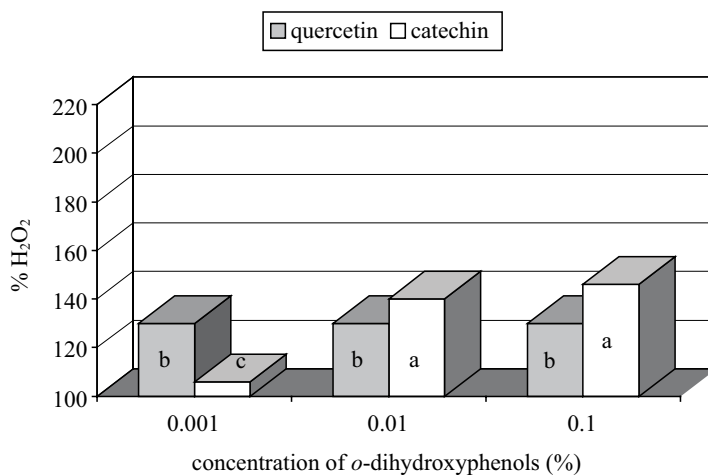 quercetin catechin
220
200
180
160
140
120
100
% H₂O₂
b c b a b a
0.001 0.01 0.1
concentration of o-dihydroxyphenols (%)